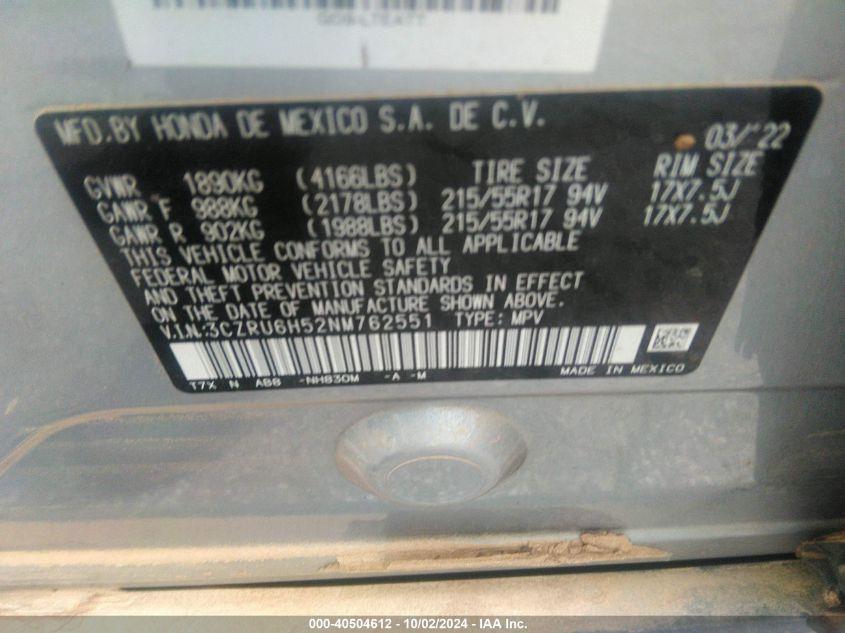 MFD.BY HONDA DE MEXICO S.A. DE C.V.
03/'22
GVWR 1890KG (4166LBS) TIRE SIZE RIM SIZE
GAWR F 988KG (2178LBS) 215/55R17 94V 17X7.5J
GAWR R 902KG (1988LBS) 215/55R17 94V 17X7.5J
THIS VEHICLE CONFORMS TO ALL APPLICABLE
FEDERAL MOTOR VEHICLE SAFETY
AND THEFT PREVENTION STANDARDS IN EFFECT
ON THE DATE OF MANUFACTURE SHOWN ABOVE.
V.I.N.:3CZRU6H52NM762551 TYPE: MPV
T7X N ABB -NH830M -A -M MADE IN MEXICO
000-40504612 - 10/02/2024 - IAA Inc.